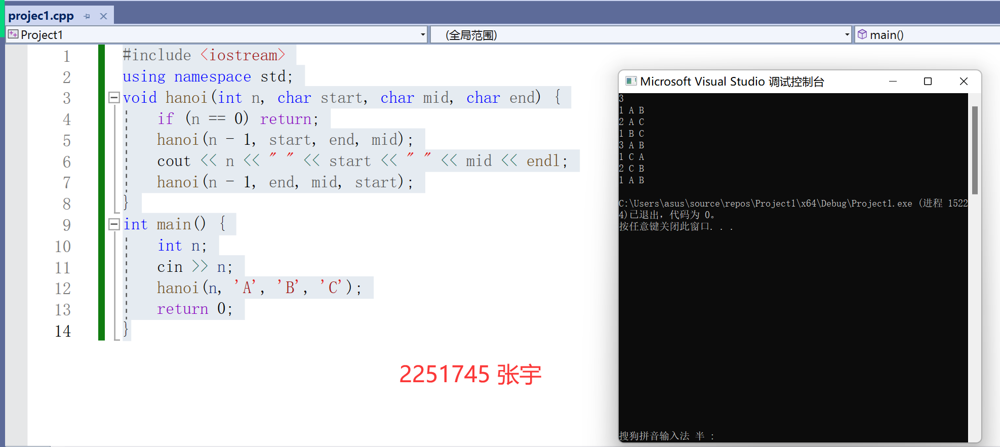 projec1.cpp
Project1
(全局范围)
main()
1 #include <iostream>
2 using namespace std;
3 void hanoi(int n, char start, char mid, char end) {
4 if (n == 0) return;
5 hanoi(n - 1, start, end, mid);
6 cout << n << " " << start << " " << mid << endl;
7 hanoi(n - 1, end, mid, start);
8 }
9 int main() {
10 int n;
11 cin >> n;
12 hanoi(n, 'A', 'B', 'C');
13 return 0;
14 }
2251745 张宇
Microsoft Visual Studio 调试控制台
3
1 A B
2 A C
1 B C
3 A B
1 C A
2 C B
1 A B
C:\Users\asus\source\repos\Project1\x64\Debug\Project1.exe (进程 1522
4)已退出，代码为 0。
按任意键关闭此窗口. . .
搜狗拼音输入法 半 :